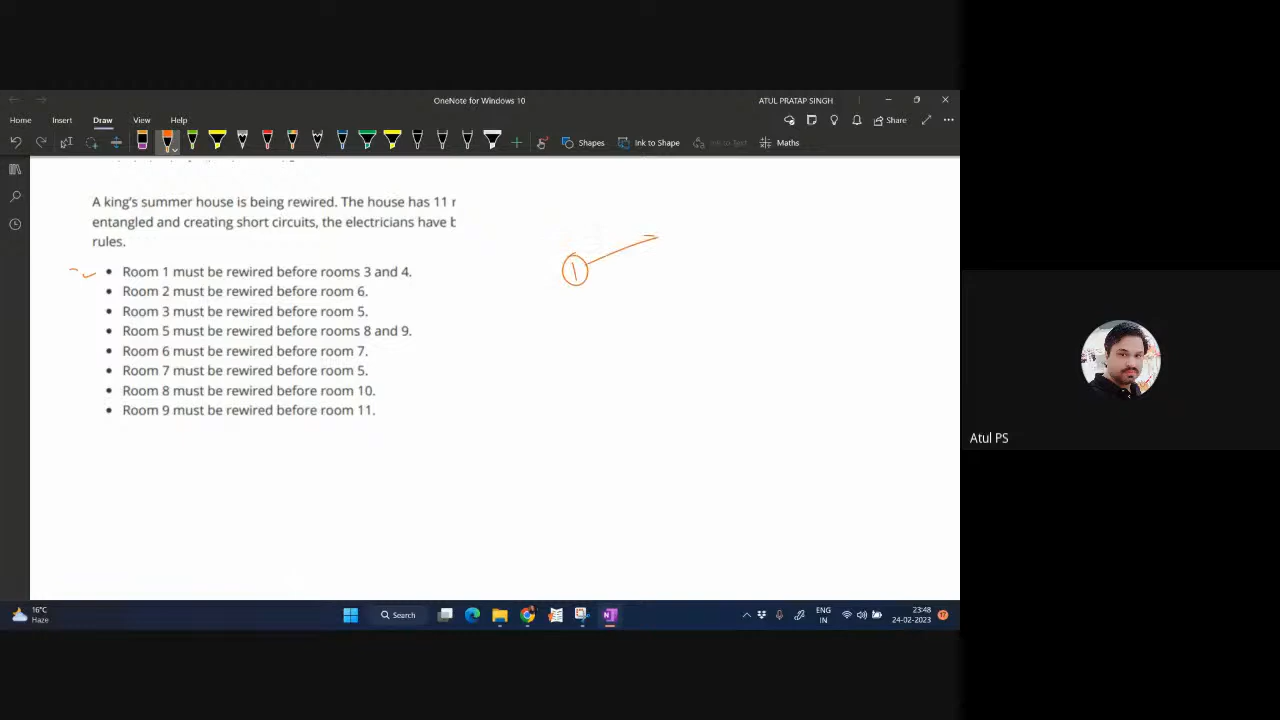 OneNote for Windows 10
ATUL PRATAP SINGH
Home Insert Draw View Help
Share
Shapes Ink to Shape Ink to Text Maths
A king's summer house is being rewired. The house has 11 r
entangled and creating short circuits, the electricians have b
rules.
• Room 1 must be rewired before rooms 3 and 4.
• Room 2 must be rewired before room 6.
• Room 3 must be rewired before room 5.
• Room 5 must be rewired before rooms 8 and 9.
• Room 6 must be rewired before room 7.
• Room 7 must be rewired before room 5.
• Room 8 must be rewired before room 10.
• Room 9 must be rewired before room 11.
1
Atul PS
16°C
Haze
Search
ENG
IN
23:48
24-02-2023
17